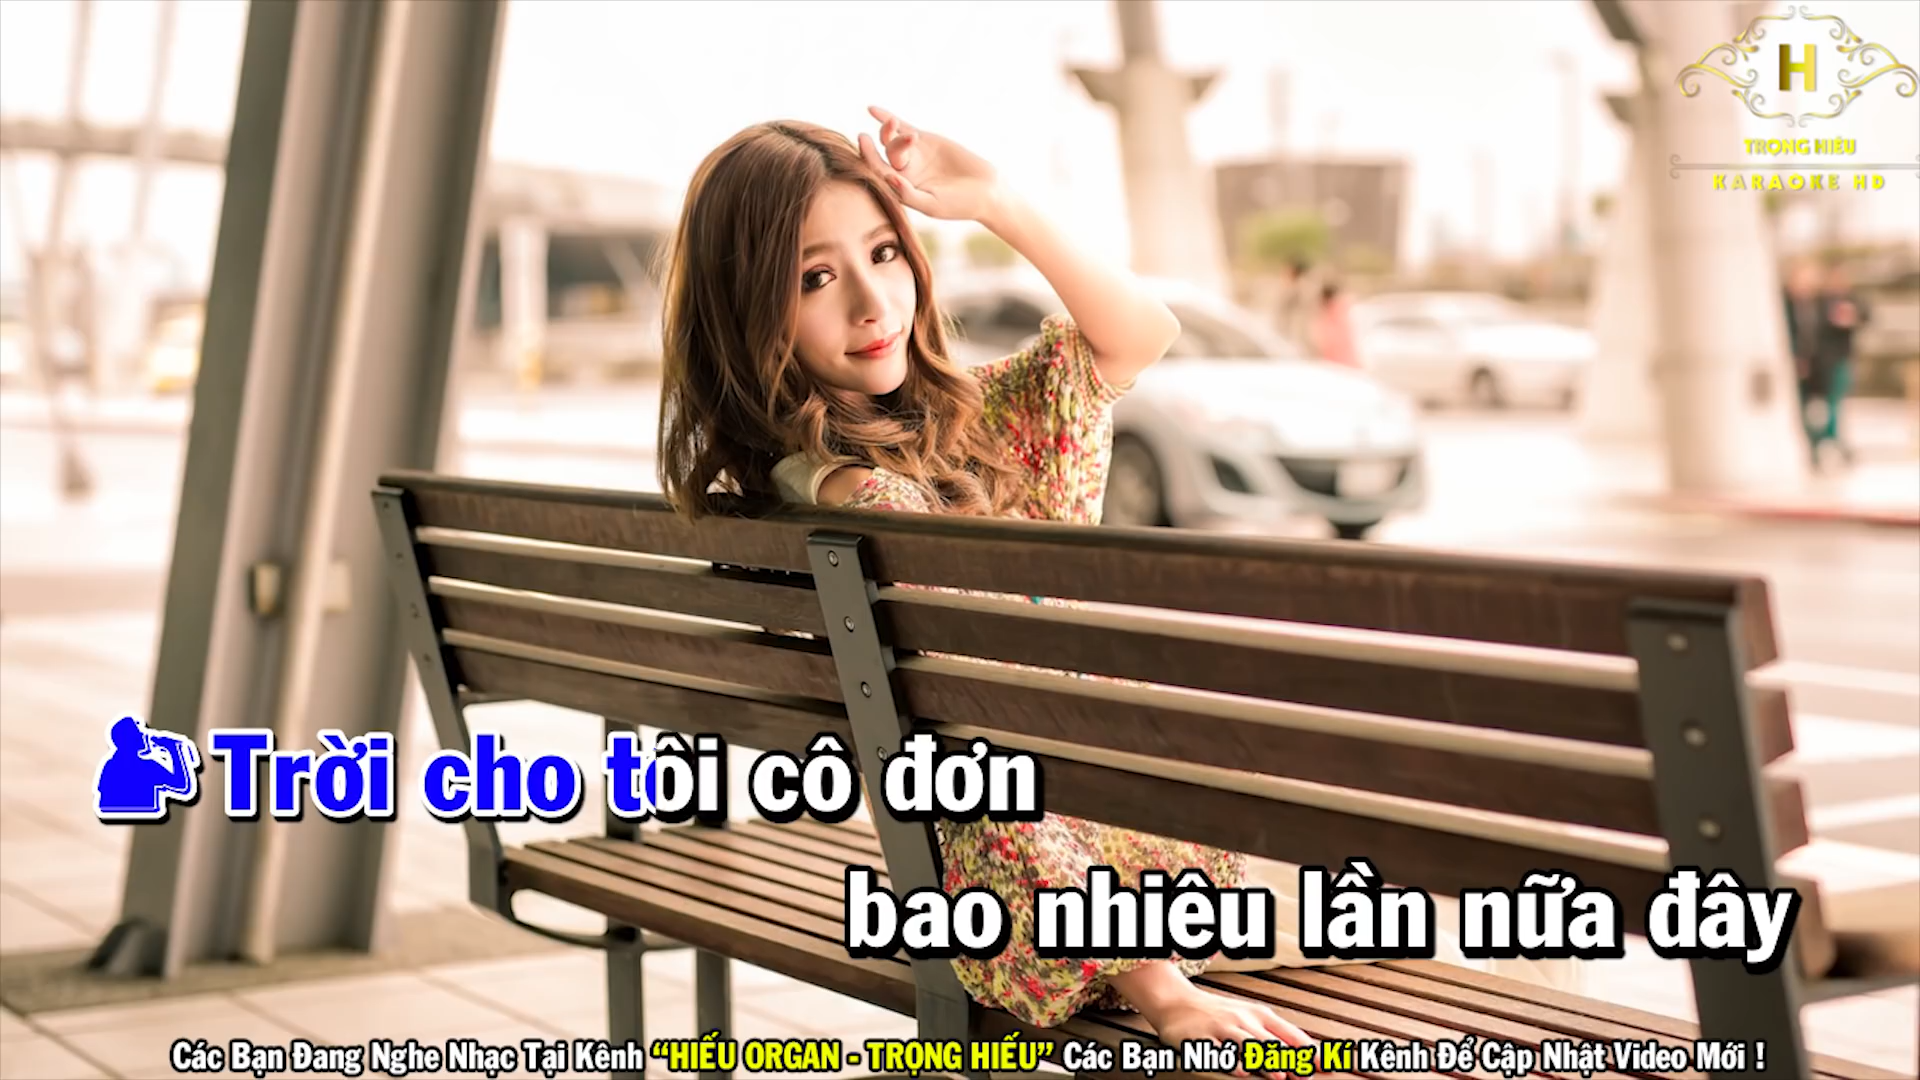 H
TRỌNG HIẾU
KARAOKE HD
Trời cho tôi cô đơn
bao nhiêu lần nữa đây
Các Bạn Đang Nghe Nhạc Tại Kênh “HIẾU ORGAN - TRỌNG HIẾU” Các Bạn Nhớ Đăng Kí Kênh Để Cập Nhật Video Mới !